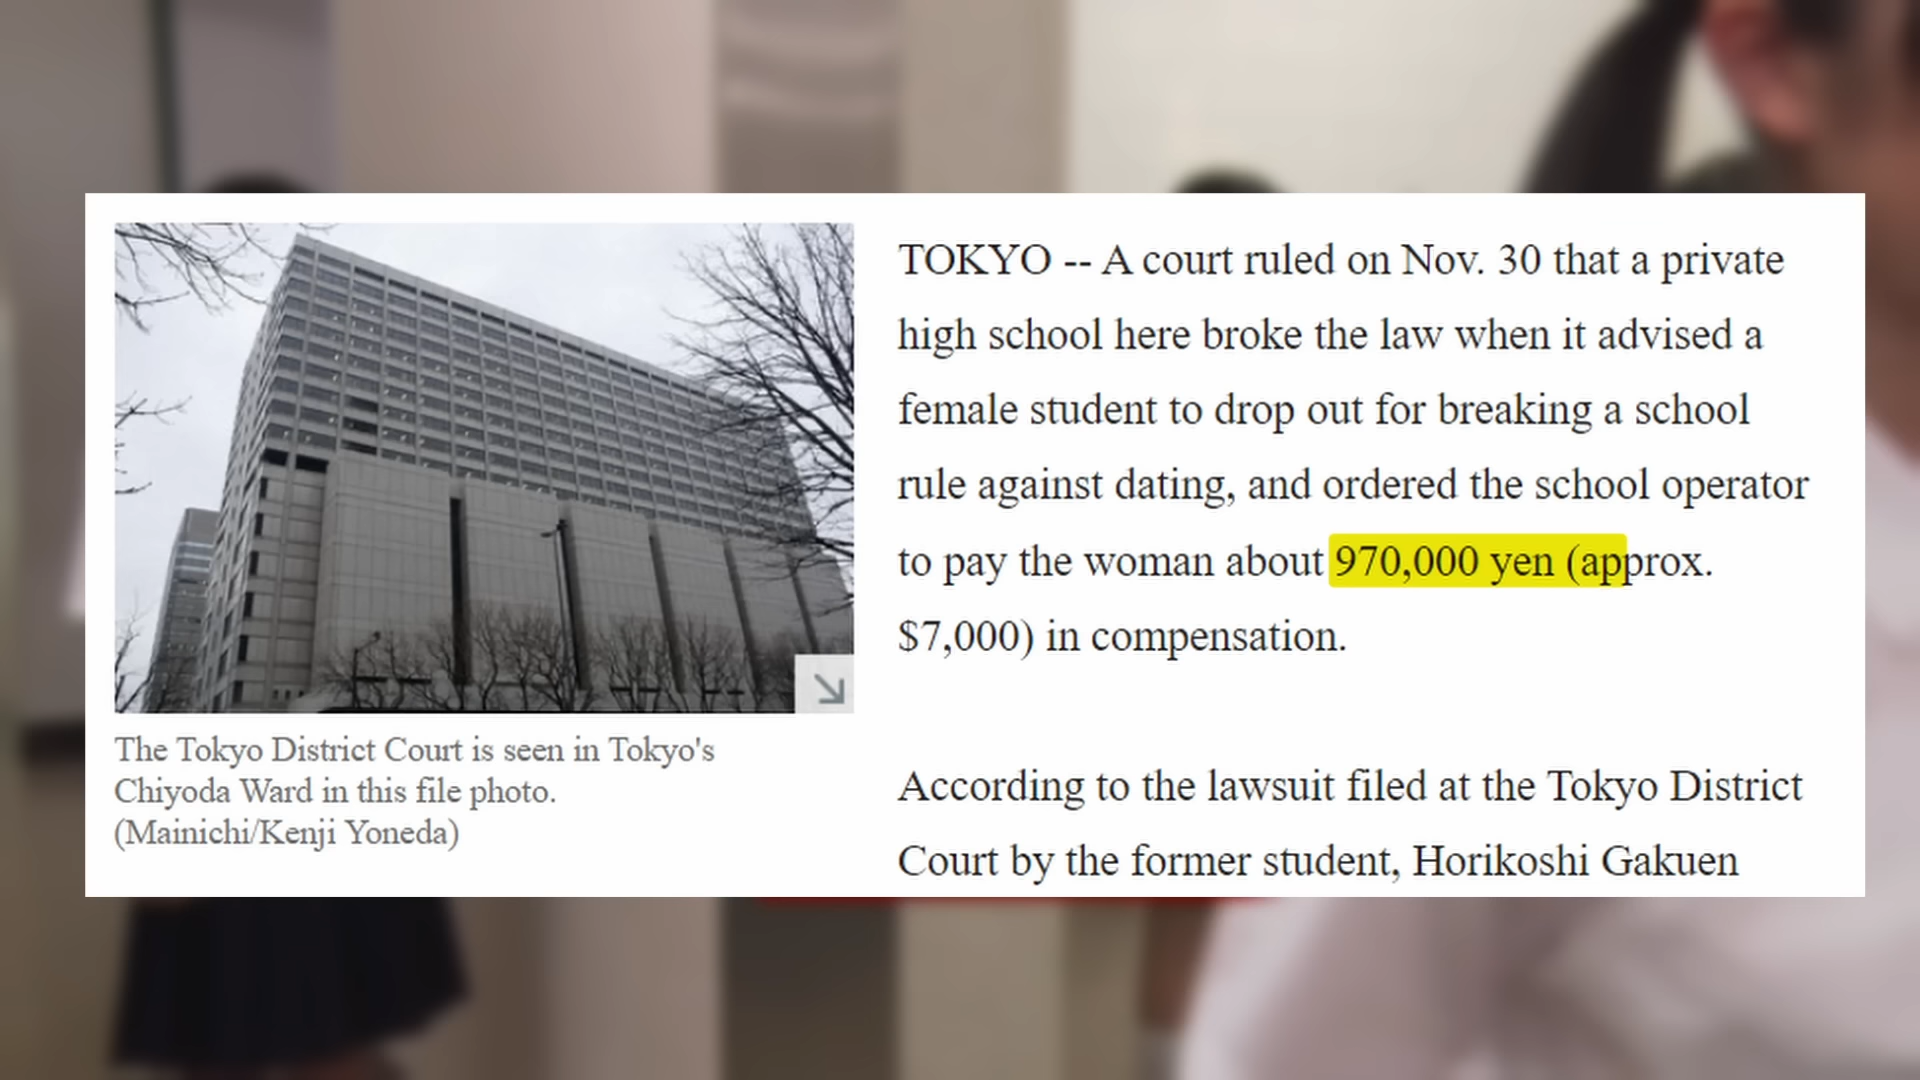 TOKYO -- A court ruled on Nov. 30 that a private
high school here broke the law when it advised a
female student to drop out for breaking a school
rule against dating, and ordered the school operator
to pay the woman about 970,000 yen (approx.
$7,000) in compensation.
According to the lawsuit filed at the Tokyo District
Court by the former student, Horikoshi Gakuen
The Tokyo District Court is seen in Tokyo's
Chiyoda Ward in this file photo.
(Mainichi/Kenji Yoneda)